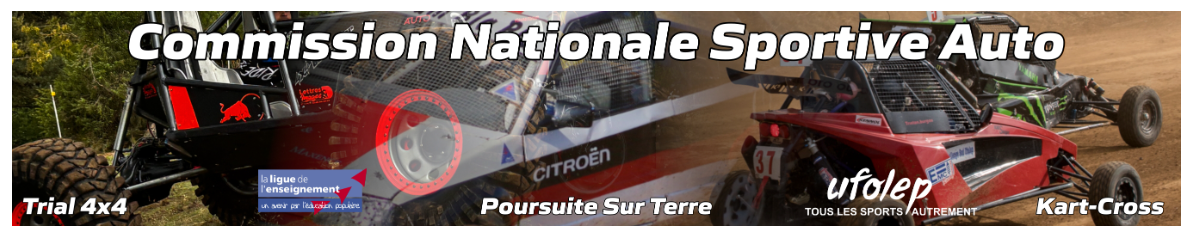 Commission Nationale Sportive Auto
Lettres
CITROËN
37
la ligue de
l'enseignement
un avenir par l'éducation populaire
ufolep
TOUS LES SPORTS AUTREMENT
Trial 4x4
Poursuite Sur Terre
Kart-Cross